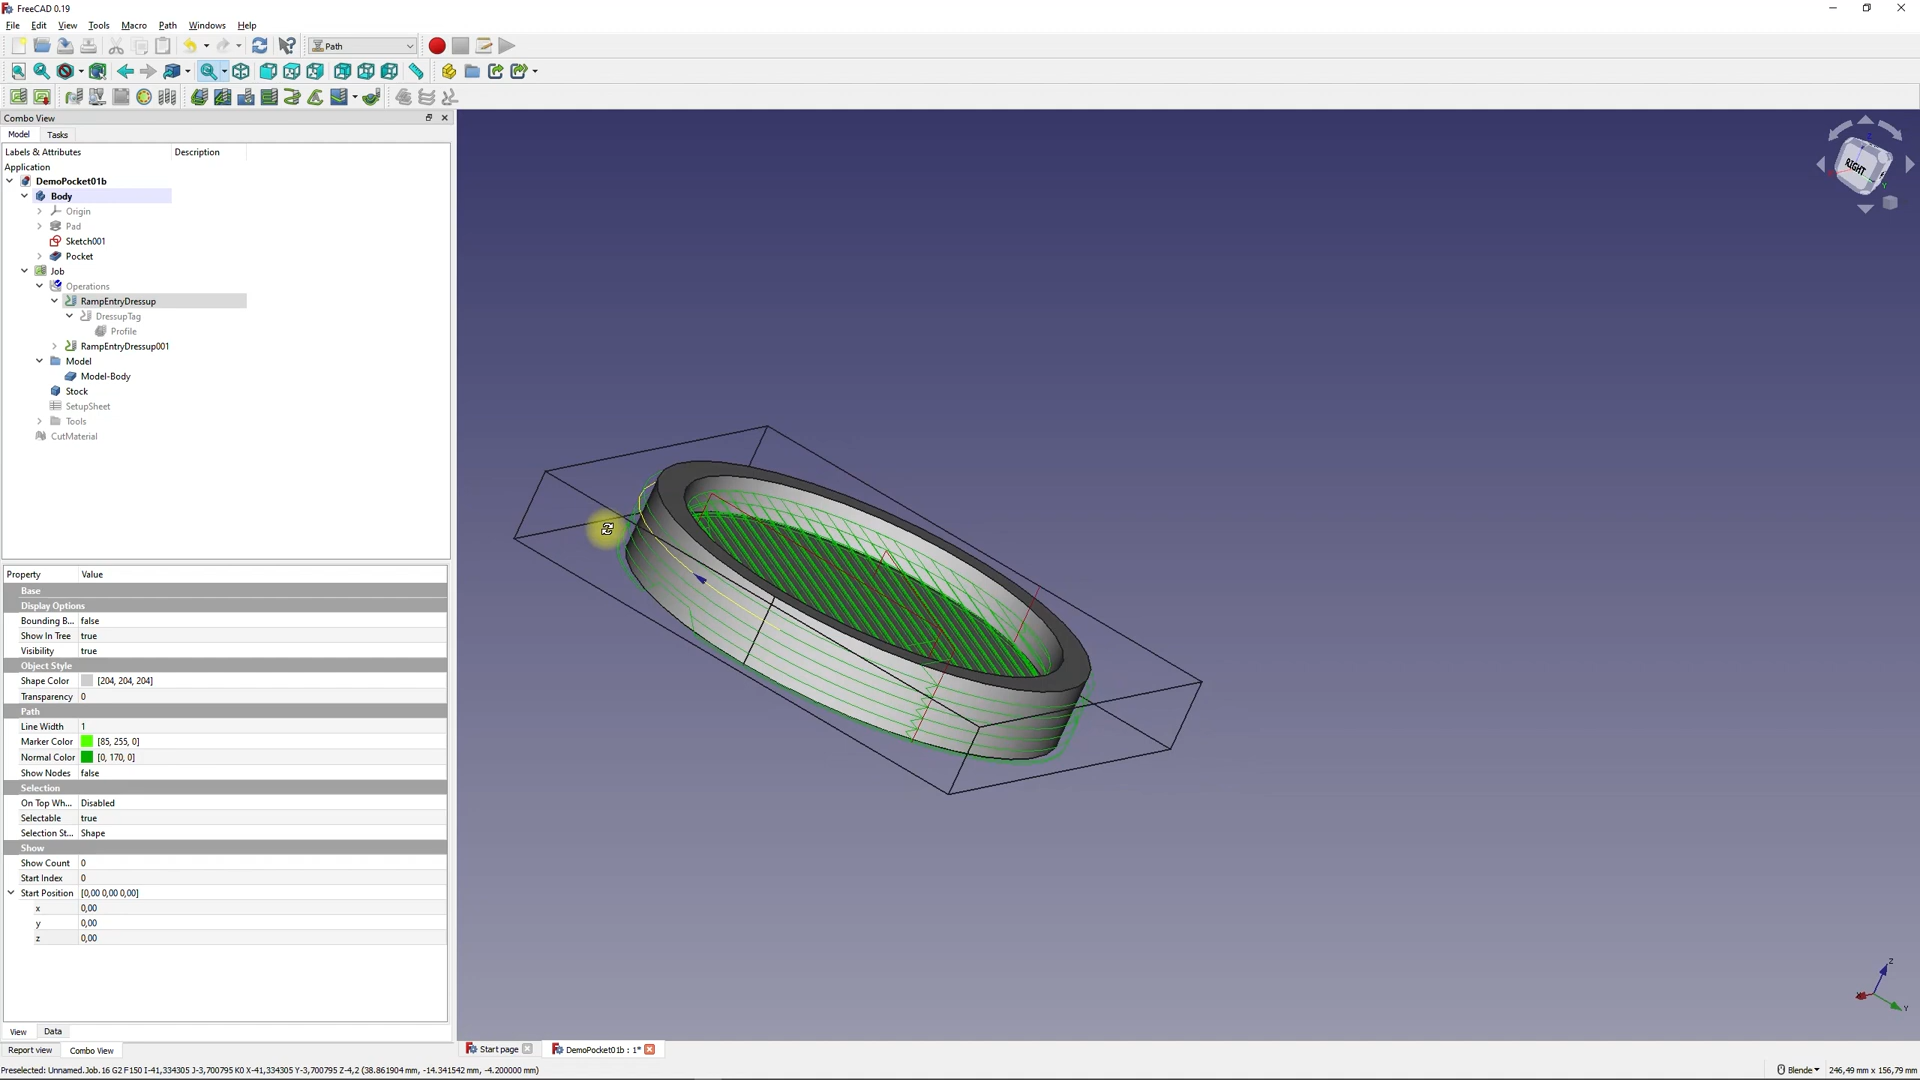 FreeCAD 0.19
File Edit View Tools Macro Path Windows Help
Path
Combo View
Model Tasks
Labels & Attributes Description
Application
DemoPocket01b
Body
Origin
Pad
Sketch001
Pocket
Job
Operations
RampEntryDressup
DressupTag
Profile
RampEntryDressup001
Model
Model-Body
Stock
SetupSheet
Tools
CutMaterial
RIGHT
Property Value
Base
Display Options
Bounding B... false
Show In Tree true
Visibility true
Object Style
Shape Color [204, 204, 204]
Transparency 0
Path
Line Width 1
Marker Color [85, 255, 0]
Normal Color [0, 170, 0]
Show Nodes false
Selection
On Top Wh... Disabled
Selectable true
Selection St... Shape
Show
Show Count 0
Start Index 0
Start Position [0,00 0,00 0,00]
x 0,00
y 0,00
z 0,00
View Data
Report view Combo View
Start page DemoPocket01b : 1*
Z
Y
Preselected: Unnamed.Job.16 G2 F150 I-41,334305 J-3,700795 K0 X-41,334305 Y-3,700795 Z-4,2 (38.861904 mm, -14.341542 mm, -4.200000 mm)
Blende 246,49 mm x 156,79 mm